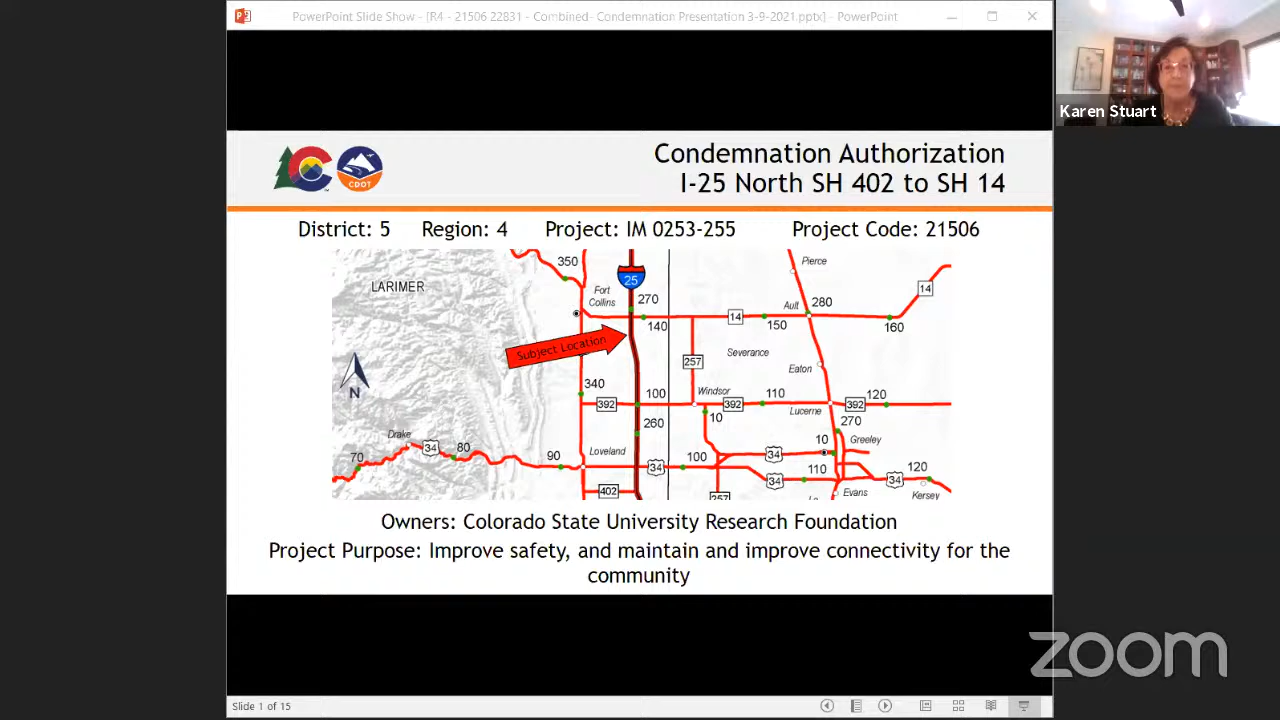 PowerPoint Slide Show - [R4 - 21506 22831 - Combined- Condemnation Presentation 3-9-2021.pptx] - PowerPoint
Karen Stuart
CDOT
Condemnation Authorization
I-25 North SH 402 to SH 14
District: 5 Region: 4 Project: IM 0253-255 Project Code: 21506
350
Pierce
LARIMER
25
Fort
Collins
270
14
Ault
280
140
14
150
160
Subject Location
257
Severance
Eaton
N
340
100
Windsor
110
120
392
392
Lucerne
392
10
260
270
Drake
34
80
Loveland
10
Greeley
70
90
34
100
34
110
120
34
34
402
257
Evans
Kersey
Owners: Colorado State University Research Foundation
Project Purpose: Improve safety, and maintain and improve connectivity for the
community
zoom
Slide 1 of 15